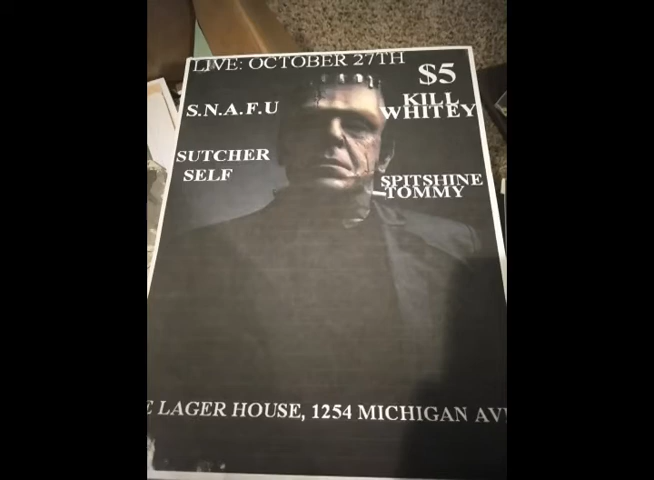 LIVE: OCTOBER 27TH
$5
S.N.A.F.U
KILL
WHITEY
SUTCHER
SELF
SPITSHINE
TOMMY
E LAGER HOUSE, 1254 MICHIGAN AV